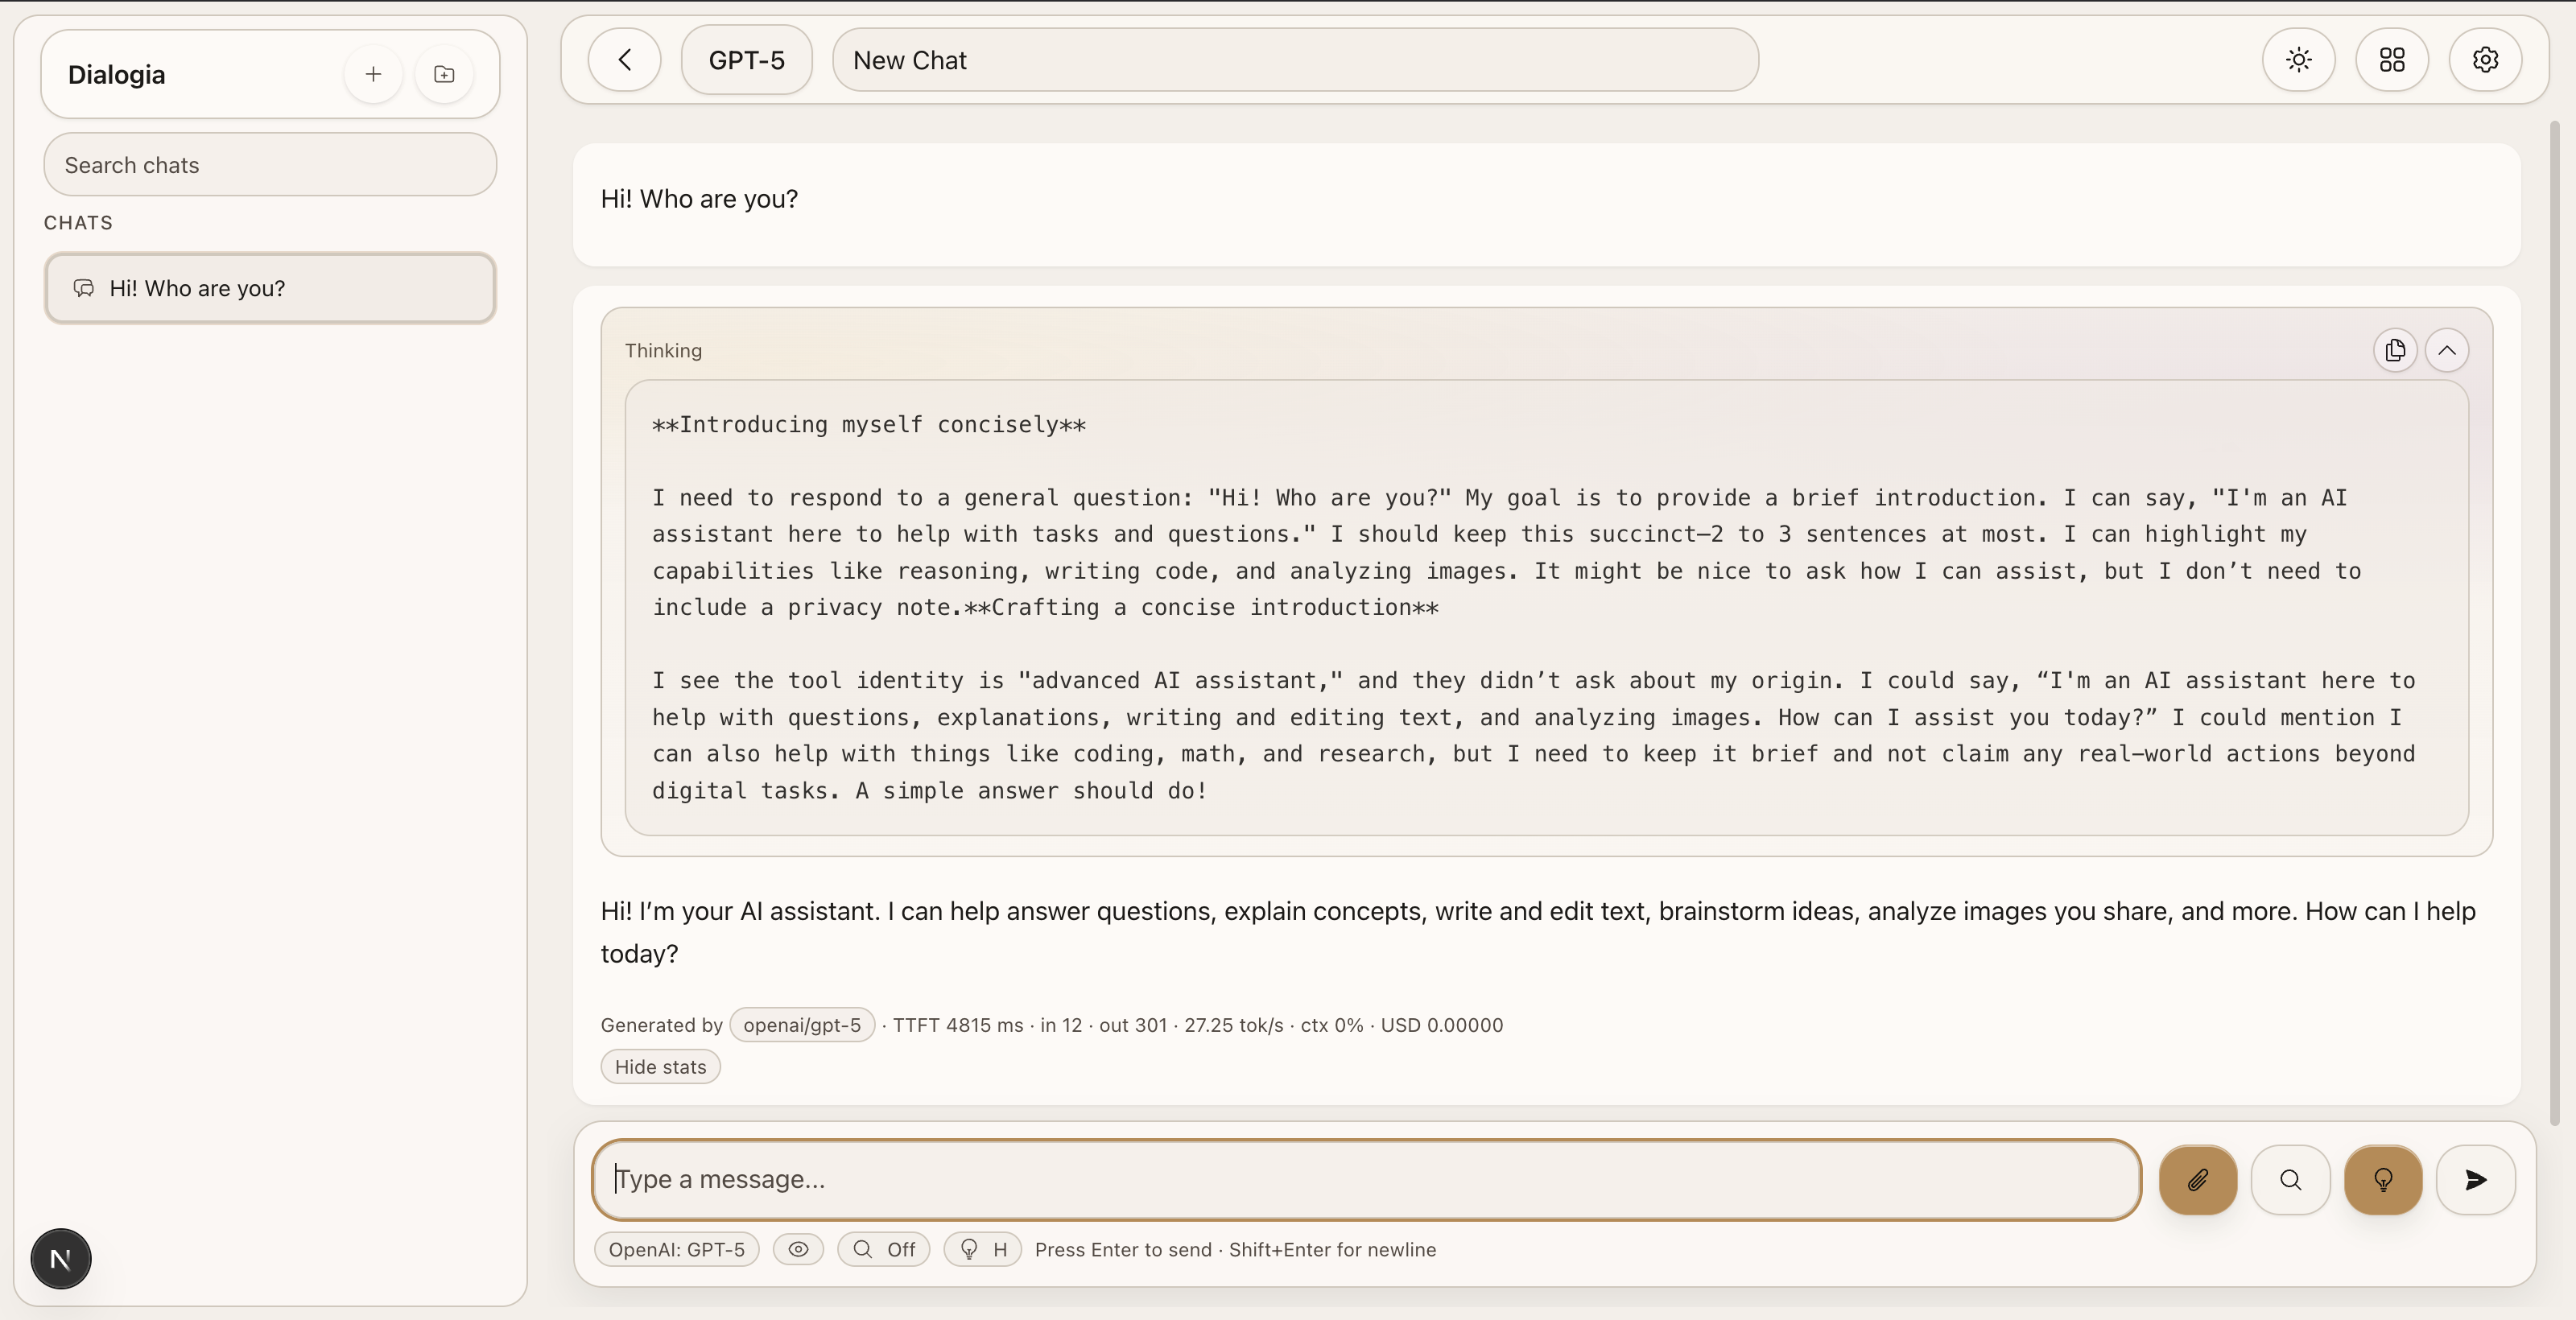 Dialogia
Search chats
CHATS
Hi! Who are you?
GPT-5
New Chat
Hi! Who are you?
Thinking
**Introducing myself concisely**
I need to respond to a general question: "Hi! Who are you?" My goal is to provide a brief introduction. I can say, "I'm an AI
assistant here to help with tasks and questions." I should keep this succinct—2 to 3 sentences at most. I can highlight my
capabilities like reasoning, writing code, and analyzing images. It might be nice to ask how I can assist, but I don’t need to
include a privacy note.**Crafting a concise introduction**
I see the tool identity is "advanced AI assistant," and they didn’t ask about my origin. I could say, “I'm an AI assistant here to
help with questions, explanations, writing and editing text, and analyzing images. How can I assist you today?” I could mention I
can also help with things like coding, math, and research, but I need to keep it brief and not claim any real-world actions beyond
digital tasks. A simple answer should do!
Hi! I’m your AI assistant. I can help answer questions, explain concepts, write and edit text, brainstorm ideas, analyze images you share, and more. How can I help
today?
Generated by openai/gpt-5 · TTFT 4815 ms · in 12 · out 301 · 27.25 tok/s · ctx 0% · USD 0.00000
Hide stats
Type a message...
OpenAI: GPT-5 Off H Press Enter to send · Shift+Enter for newline
N